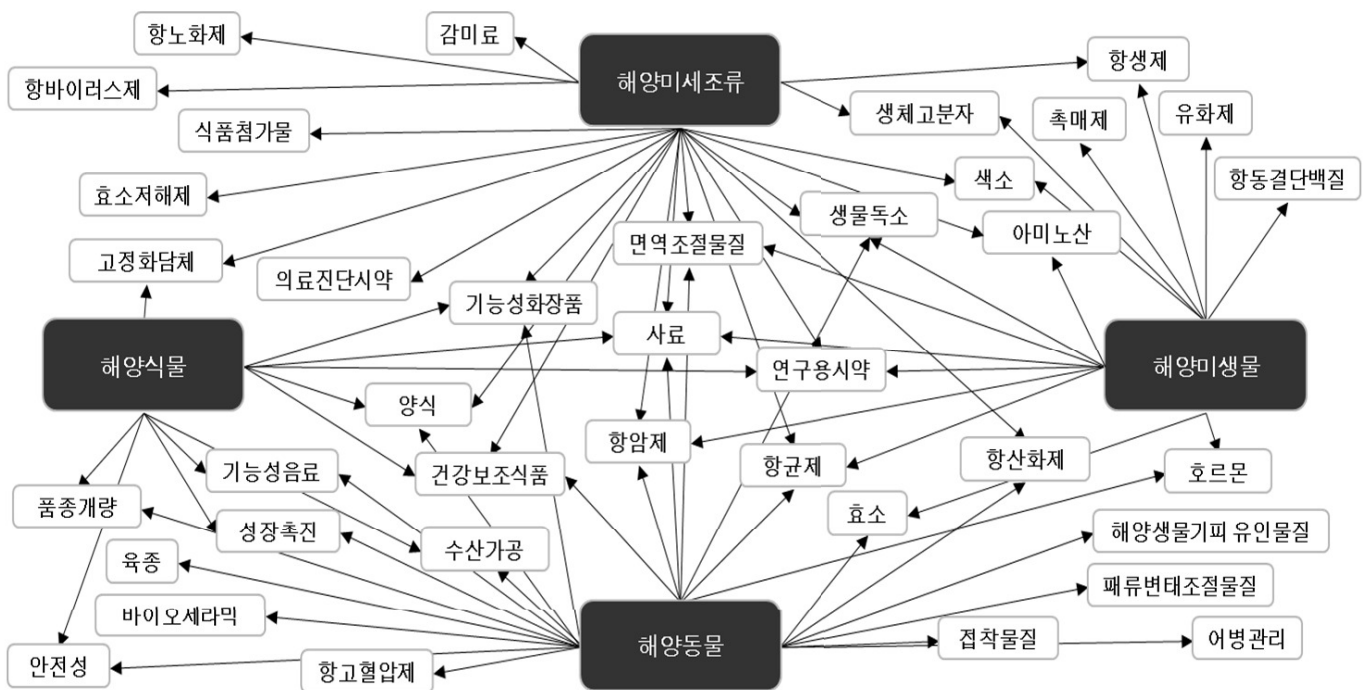 항노화제
감미료
해양미세조류
항생제
항바이러스제
생체고분자
촉매제
유화제
식품첨가물
색소
항동결단백질
효소저해제
생물독소
아미노산
면역조절물질
고정화담체
의료진단시약
기능성화장품
사료
해양식물
연구용시약
해양미생물
양식
항암제
기능성음료
건강보조식품
항균제
항산화제
호르몬
품종개량
성장촉진
효소
해양생물기피 유인물질
수산가공
육종
패류변태조절물질
바이오세라믹
해양동물
접착물질
어병관리
안전성
항고혈압제